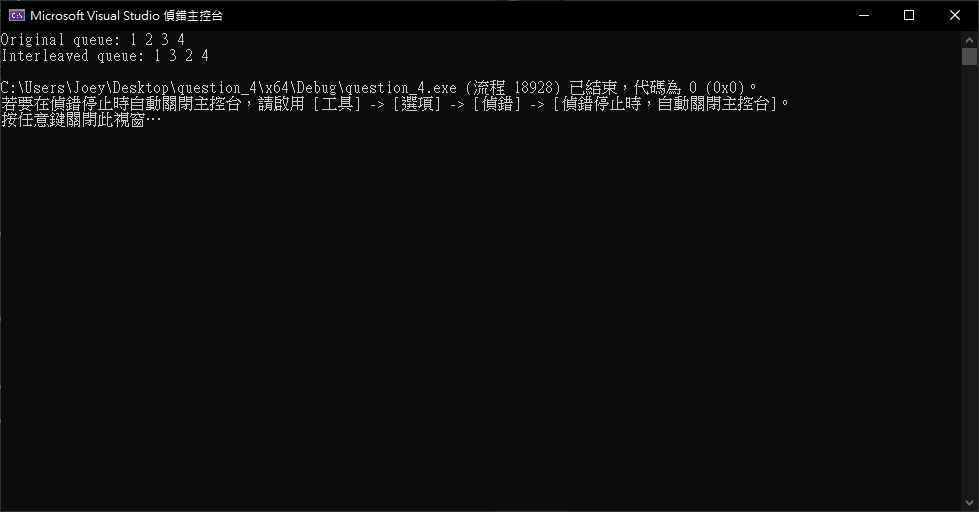 Microsoft Visual Studio 偵錯主控台
Original queue: 1 2 3 4
Interleaved queue: 1 3 2 4
C:\Users\Joey\Desktop\question_4\x64\Debug\question_4.exe (流程 18928) 已結束，代碼為 0 (0x0)。
若要在偵錯停止時自動關閉主控台，請啟用 [工具] -> [選項] -> [偵錯] -> [偵錯停止時，自動關閉主控台]。
按任意鍵關閉此視窗…